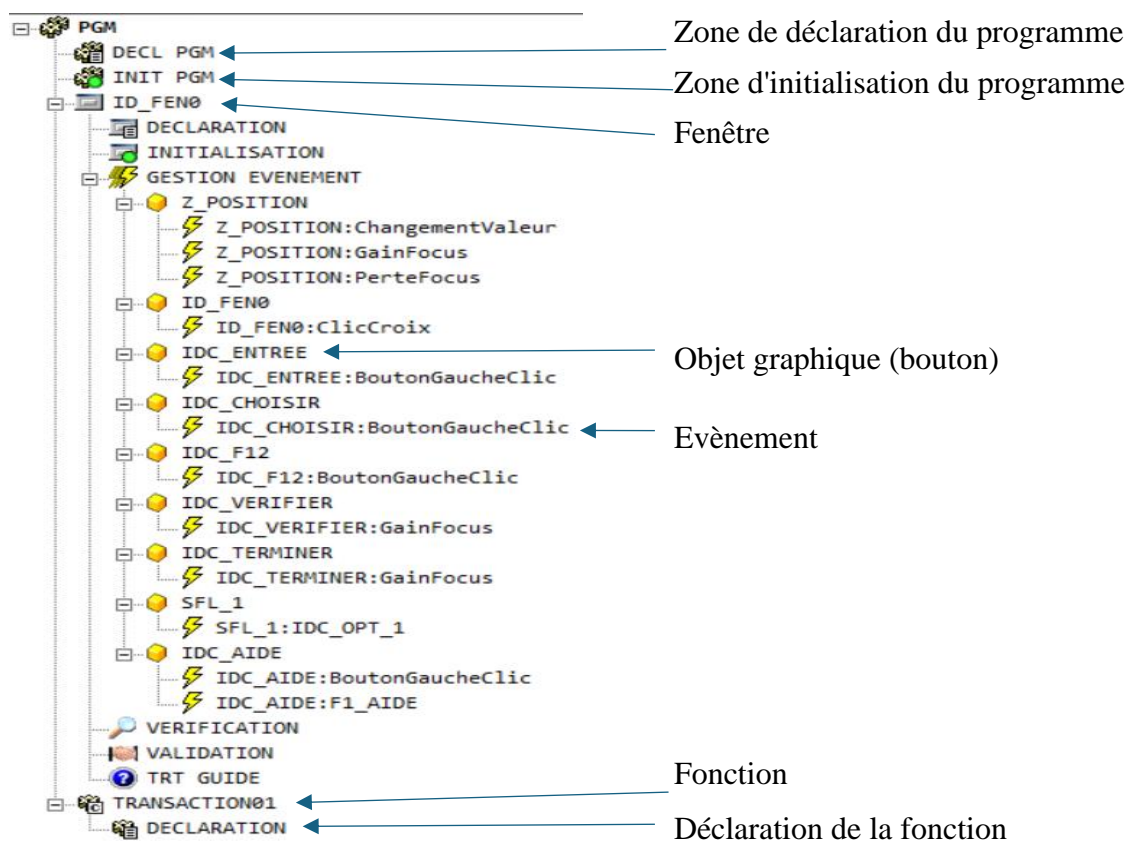 PGM
DECL PGM
Zone de déclaration du programme
INIT PGM
Zone d'initialisation du programme
ID_FEN0
Fenêtre
DECLARATION
INITIALISATION
GESTION EVENEMENT
Z_POSITION
Z_POSITION:ChangementValeur
Z_POSITION:GainFocus
Z_POSITION:PerteFocus
ID_FEN0
ID_FEN0:ClicCroix
IDC_ENTREE
Objet graphique (bouton)
IDC_ENTREE:BoutonGaucheClic
IDC_CHOISIR
IDC_CHOISIR:BoutonGaucheClic
Evènement
IDC_F12
IDC_F12:BoutonGaucheClic
IDC_VERIFIER
IDC_VERIFIER:GainFocus
IDC_TERMINER
IDC_TERMINER:GainFocus
SFL_1
SFL_1:IDC_OPT_1
IDC_AIDE
IDC_AIDE:BoutonGaucheClic
IDC_AIDE:F1_AIDE
VERIFICATION
VALIDATION
TRT GUIDE
Fonction
TRANSACTION01
DECLARATION
Déclaration de la fonction